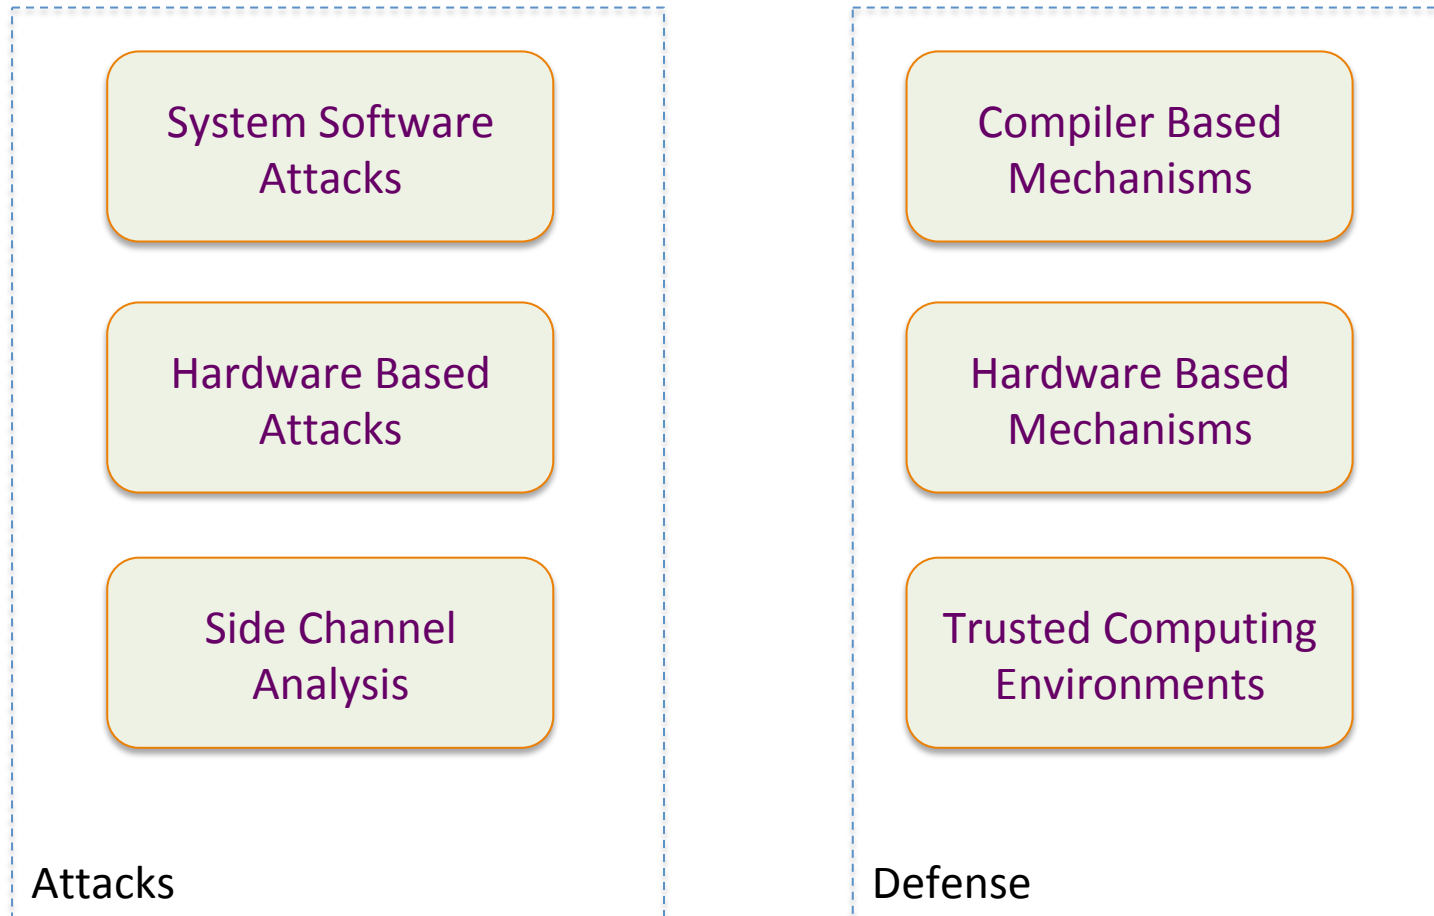 System Software
Attacks
Hardware Based
Attacks
Side Channel
Analysis
Attacks
Compiler Based
Mechanisms
Hardware Based
Mechanisms
Trusted Computing
Environments
Defense